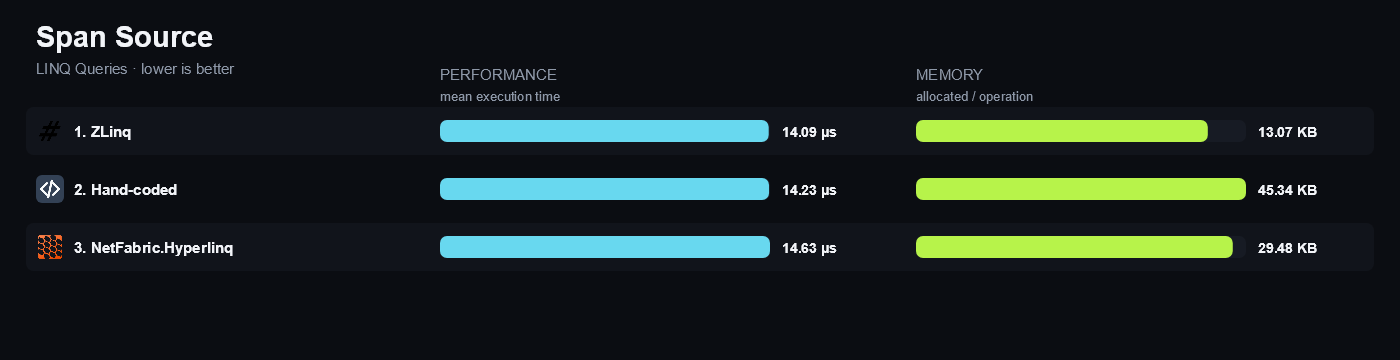 Span Source
LINQ Queries · lower is better
PERFORMANCE
mean execution time
MEMORY
allocated / operation
# 1. ZLinq 14.09 µs 13.07 KB
</> 2. Hand-coded 14.23 µs 45.34 KB
3. NetFabric.Hyperlinq 14.63 µs 29.48 KB